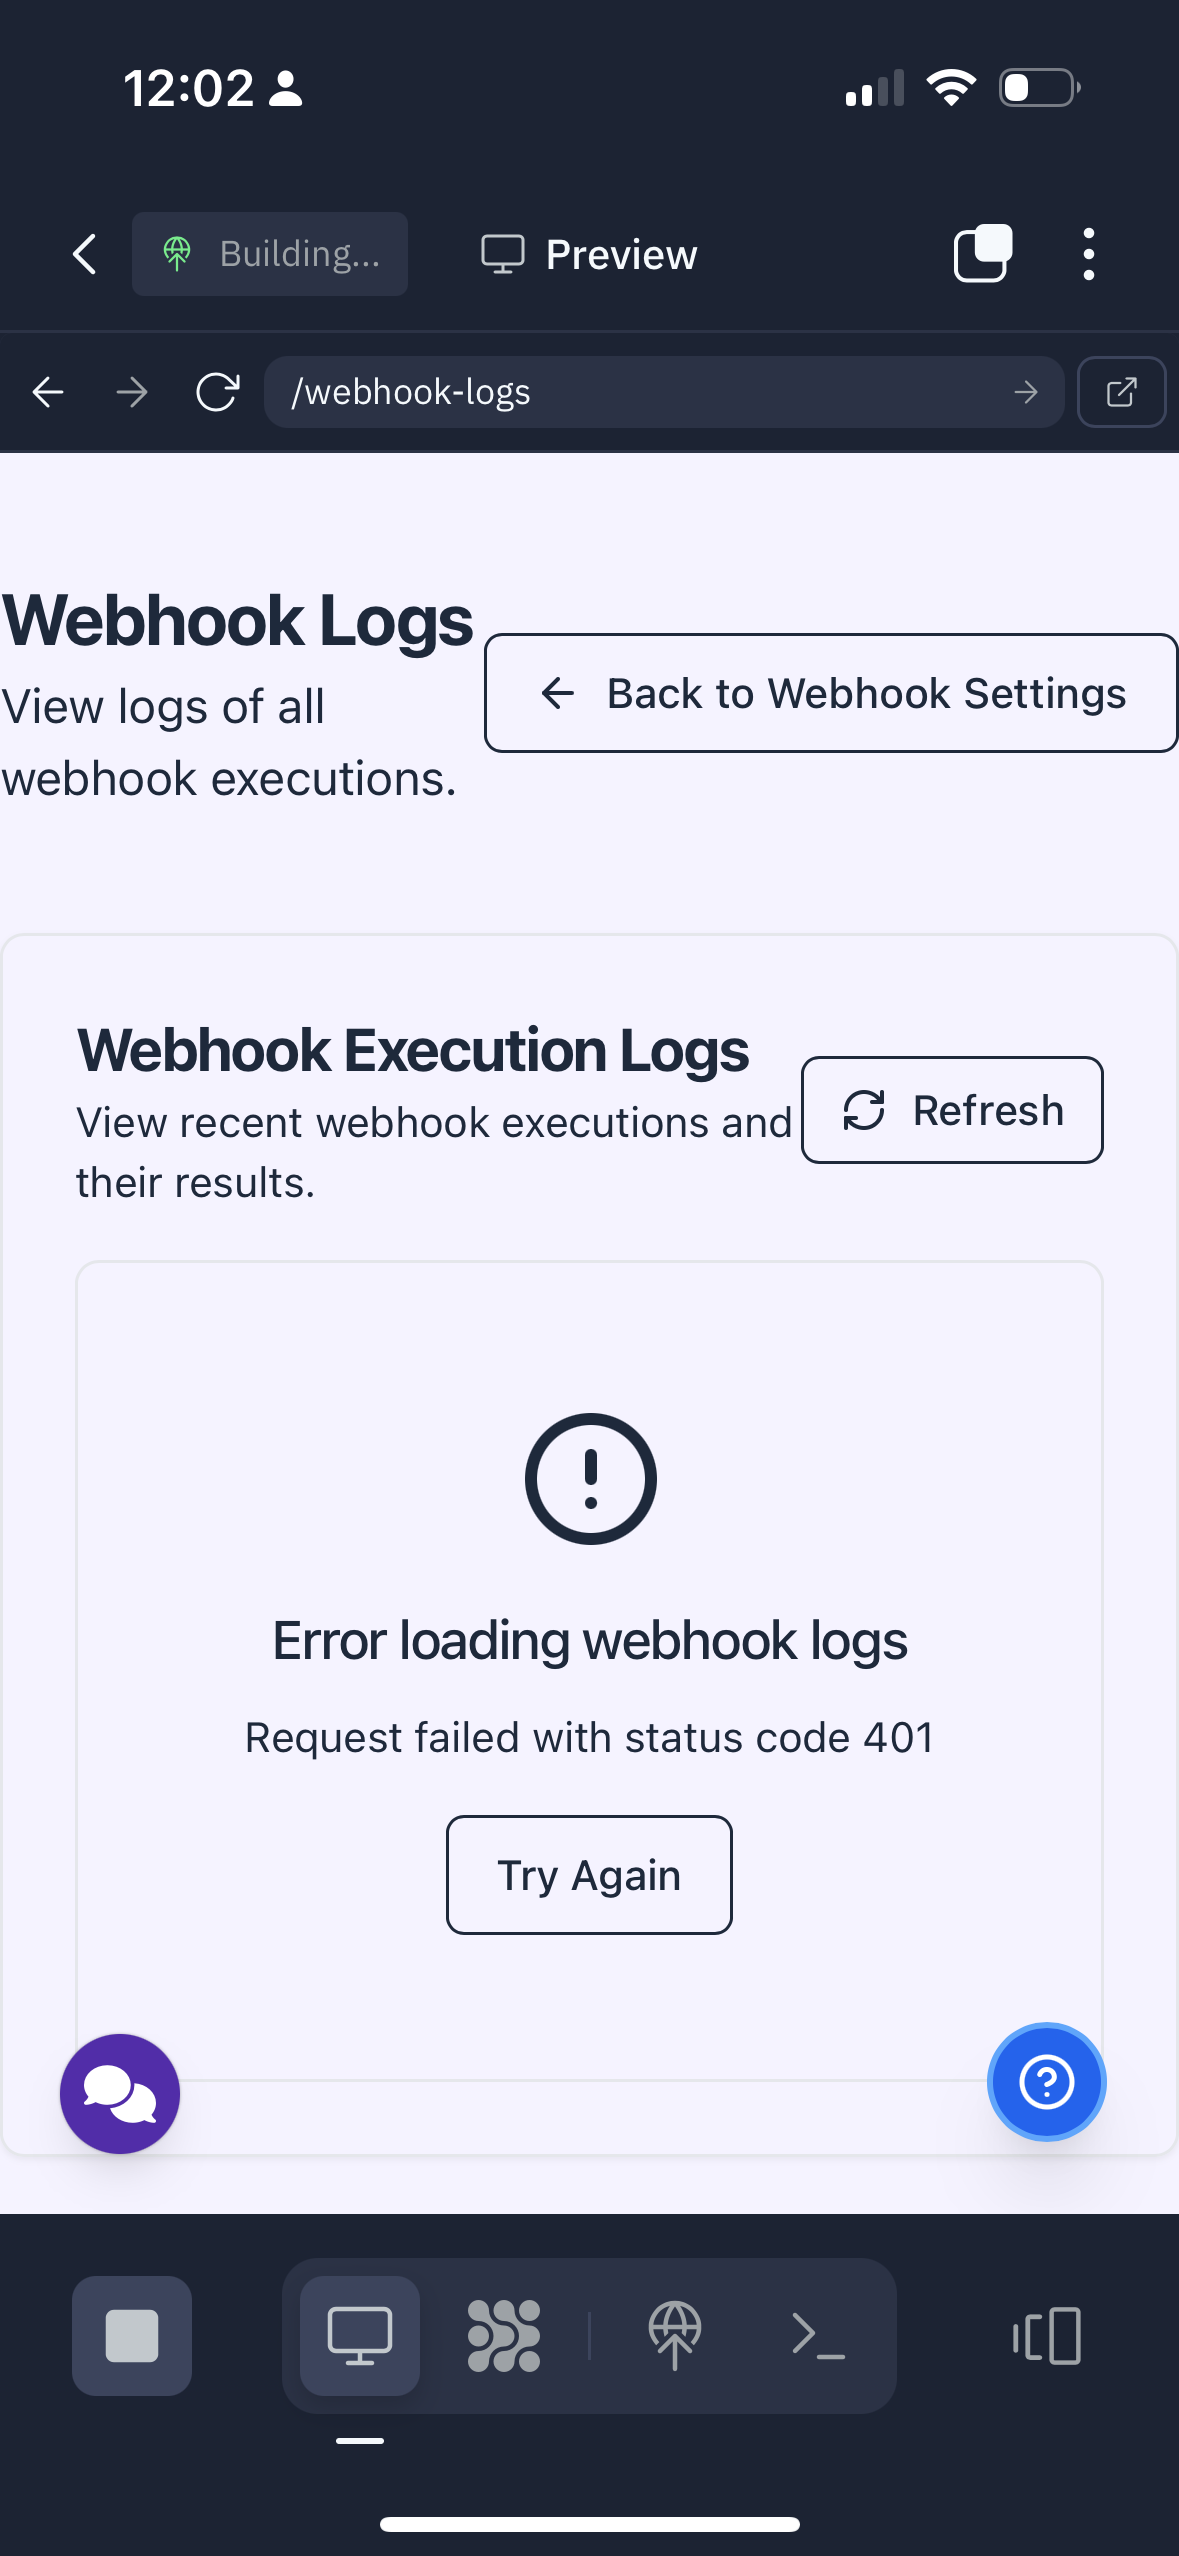 12:02
Building...
Preview
/webhook-logs
Webhook Logs
View logs of all
webhook executions.
Back to Webhook Settings
Webhook Execution Logs
View recent webhook executions and
their results.
Refresh
Error loading webhook logs
Request failed with status code 401
Try Again